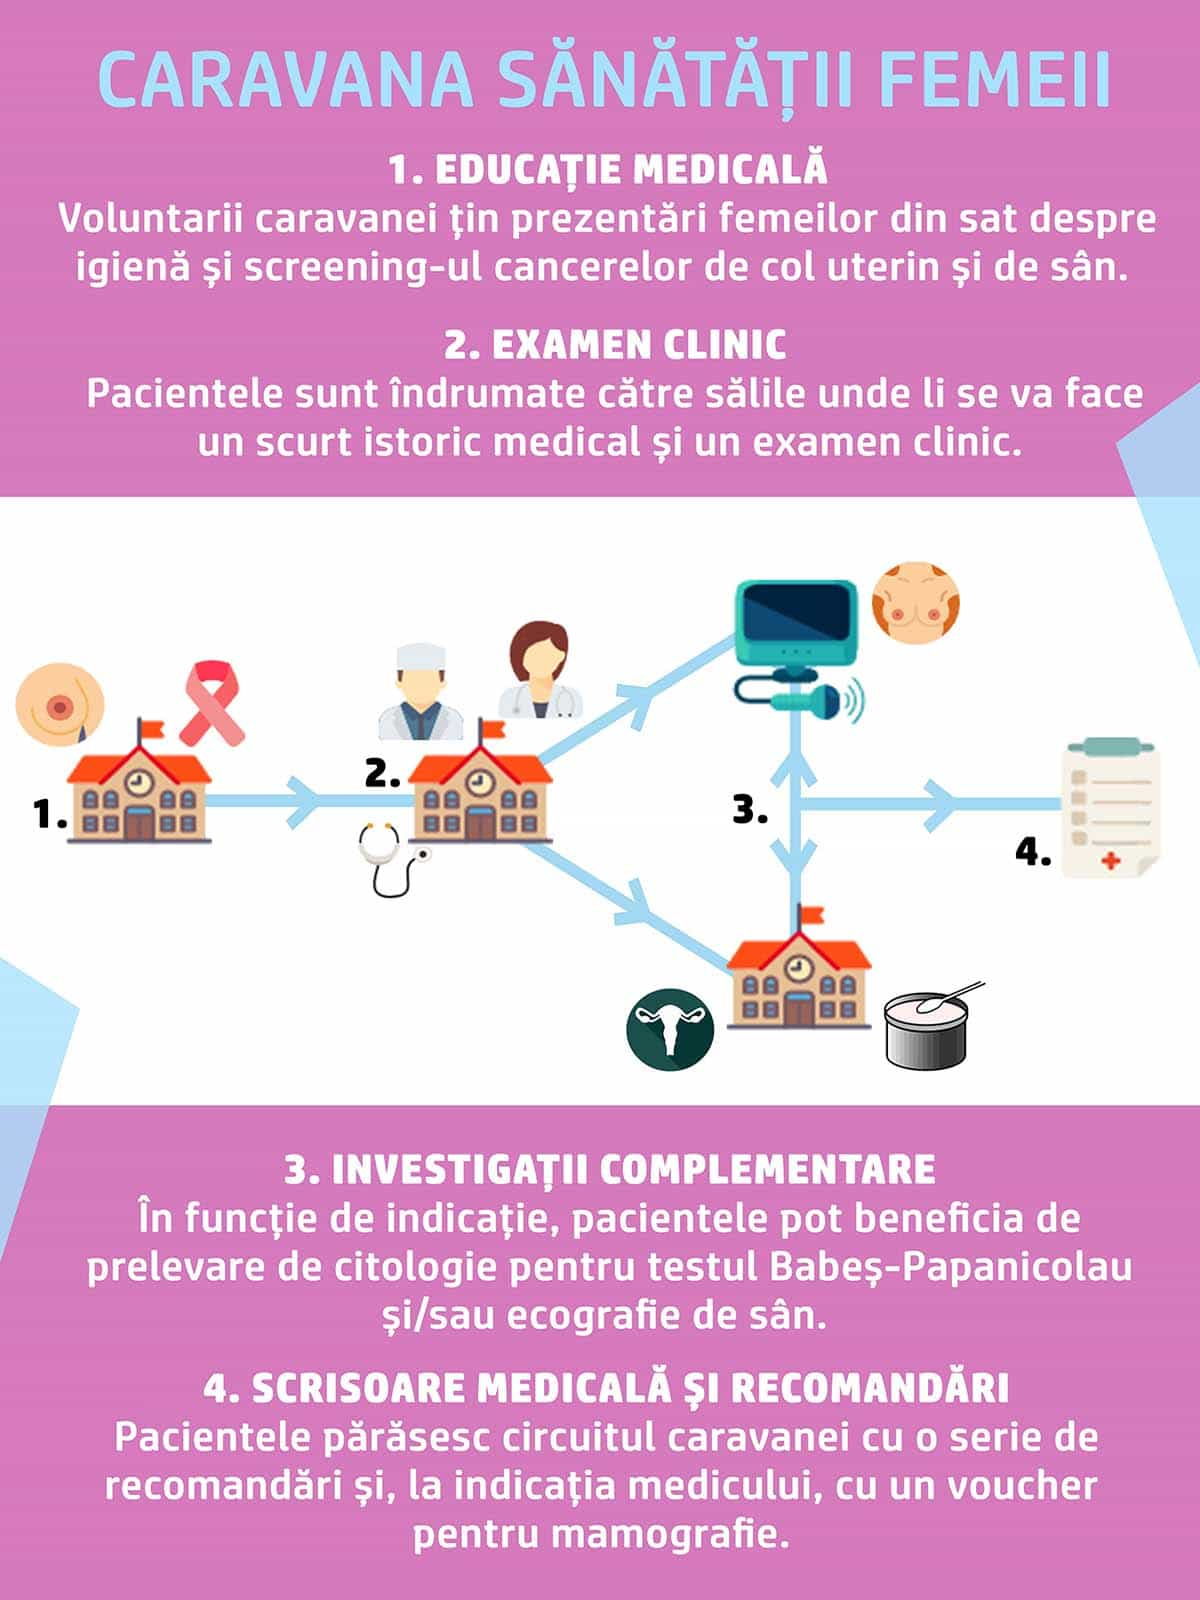 CARAVANA SĂNĂTĂȚII FEMEII
1. EDUCAȚIE MEDICALĂ
Voluntarii caravanei țin prezentări femeilor din sat despre
igienă și screening-ul cancerelor de col uterin și de sân.
2. EXAMEN CLINIC
Pacientele sunt îndrumate către sălile unde li se va face
un scurt istoric medical și un examen clinic.
1.
2.
3.
4.
3. INVESTIGAȚII COMPLEMENTARE
În funcție de indicație, pacientele pot beneficia de
prelevare de citologie pentru testul Babeș-Papanicolau
și/sau ecografie de sân.
4. SCRISOARE MEDICALĂ ȘI RECOMANDĂRI
Pacientele părăsesc circuitul caravanei cu o serie de
recomandări și, la indicația medicului, cu un voucher
pentru mamografie.